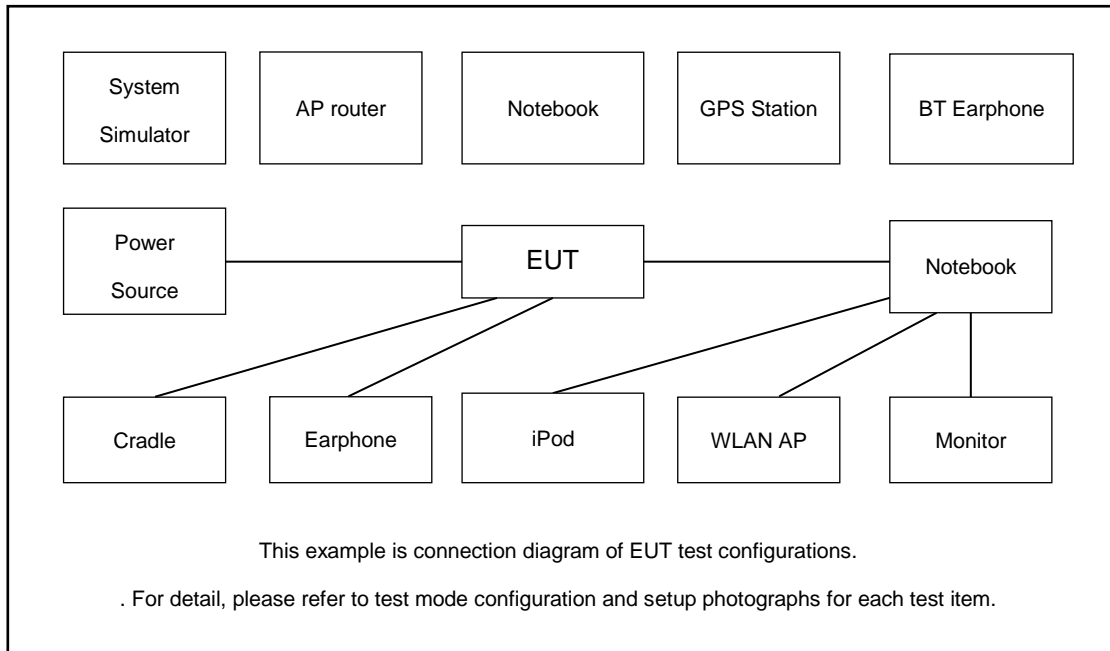 System
Simulator
AP router
Notebook
GPS Station
BT Earphone
Power
Source
EUT
Notebook
Cradle
Earphone
iPod
WLAN AP
Monitor
This example is connection diagram of EUT test configurations.
. For detail, please refer to test mode configuration and setup photographs for each test item.